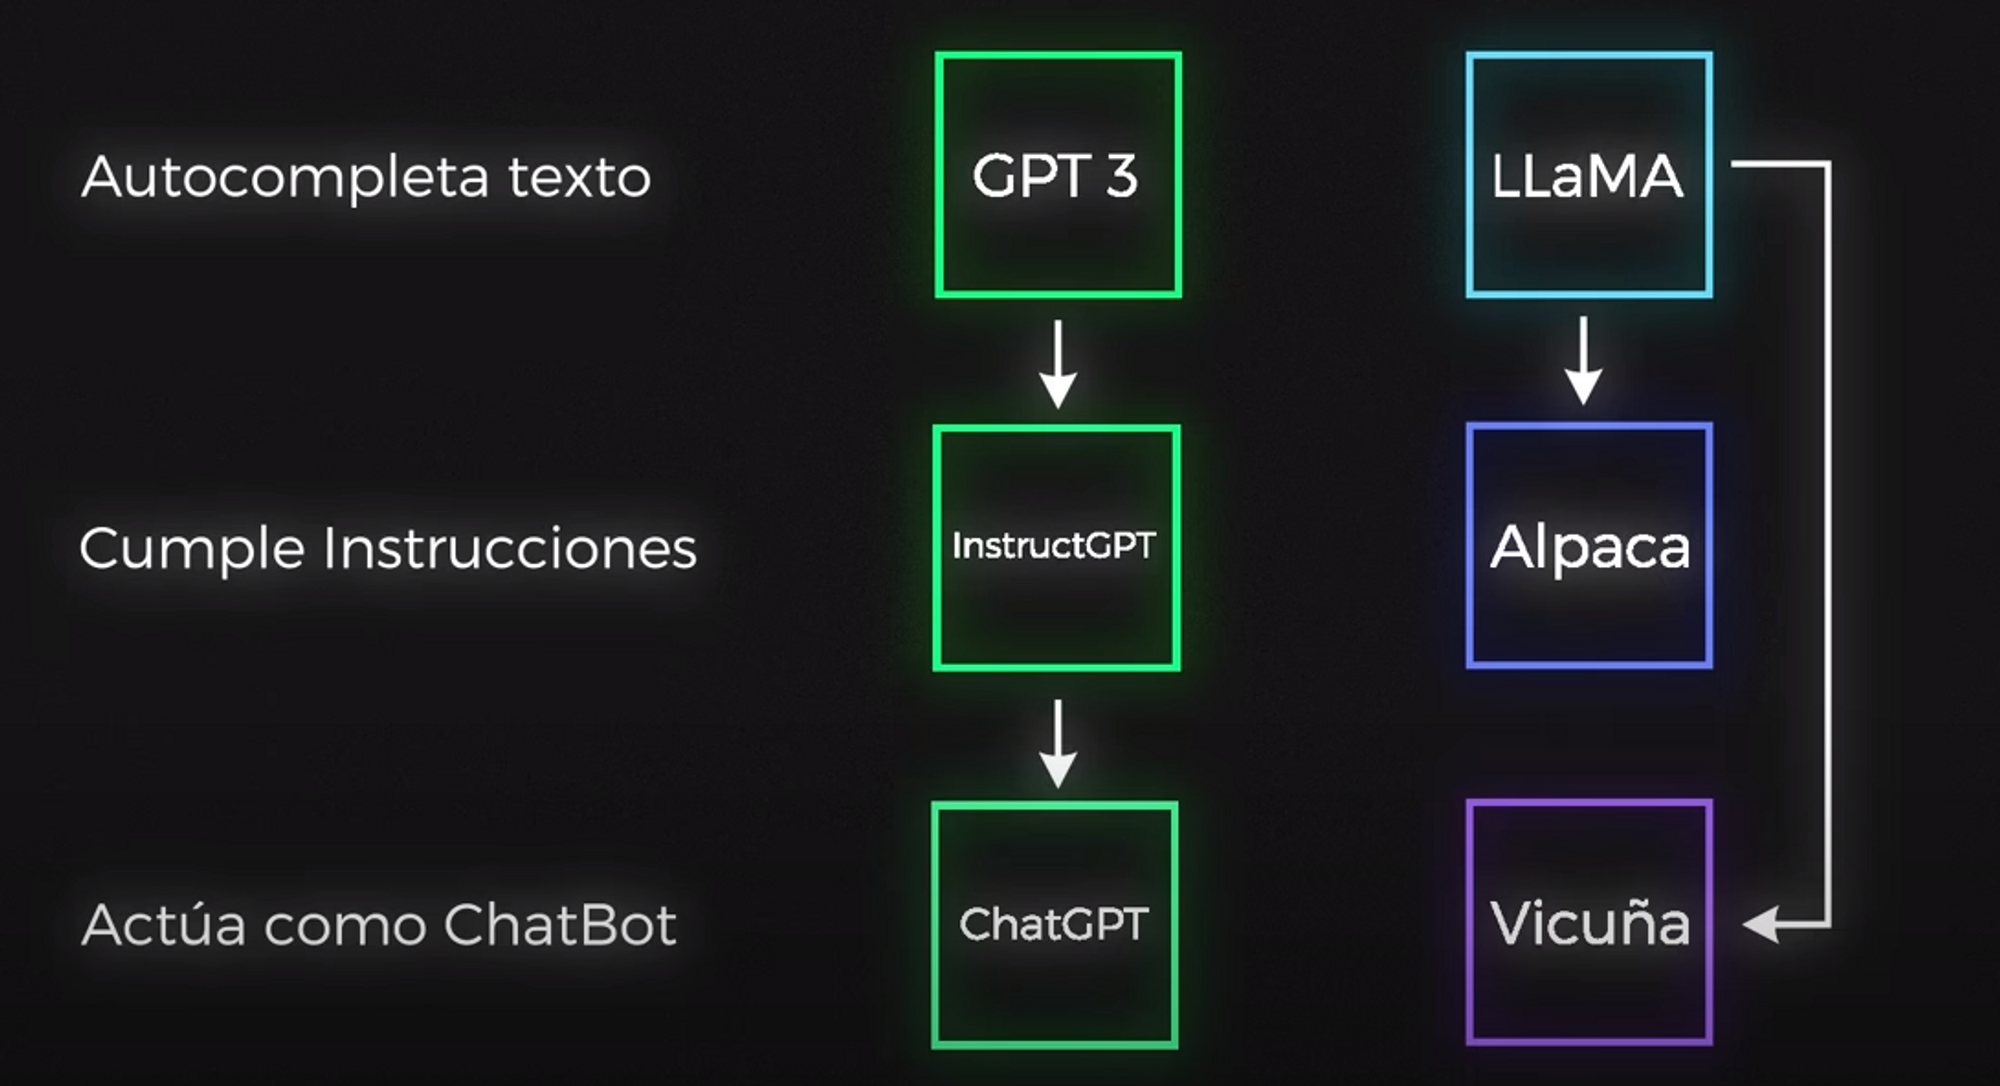 Autocompleta texto
GPT 3
LLaMA
Cumple Instrucciones
InstructGPT
Alpaca
Actúa como ChatBot
ChatGPT
Vicuña